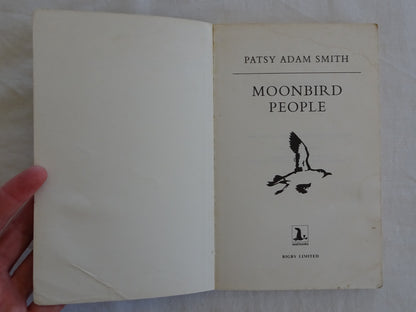 PATSY ADAM SMITH
MOONBIRD
PEOPLE
RIGBY LIMITED